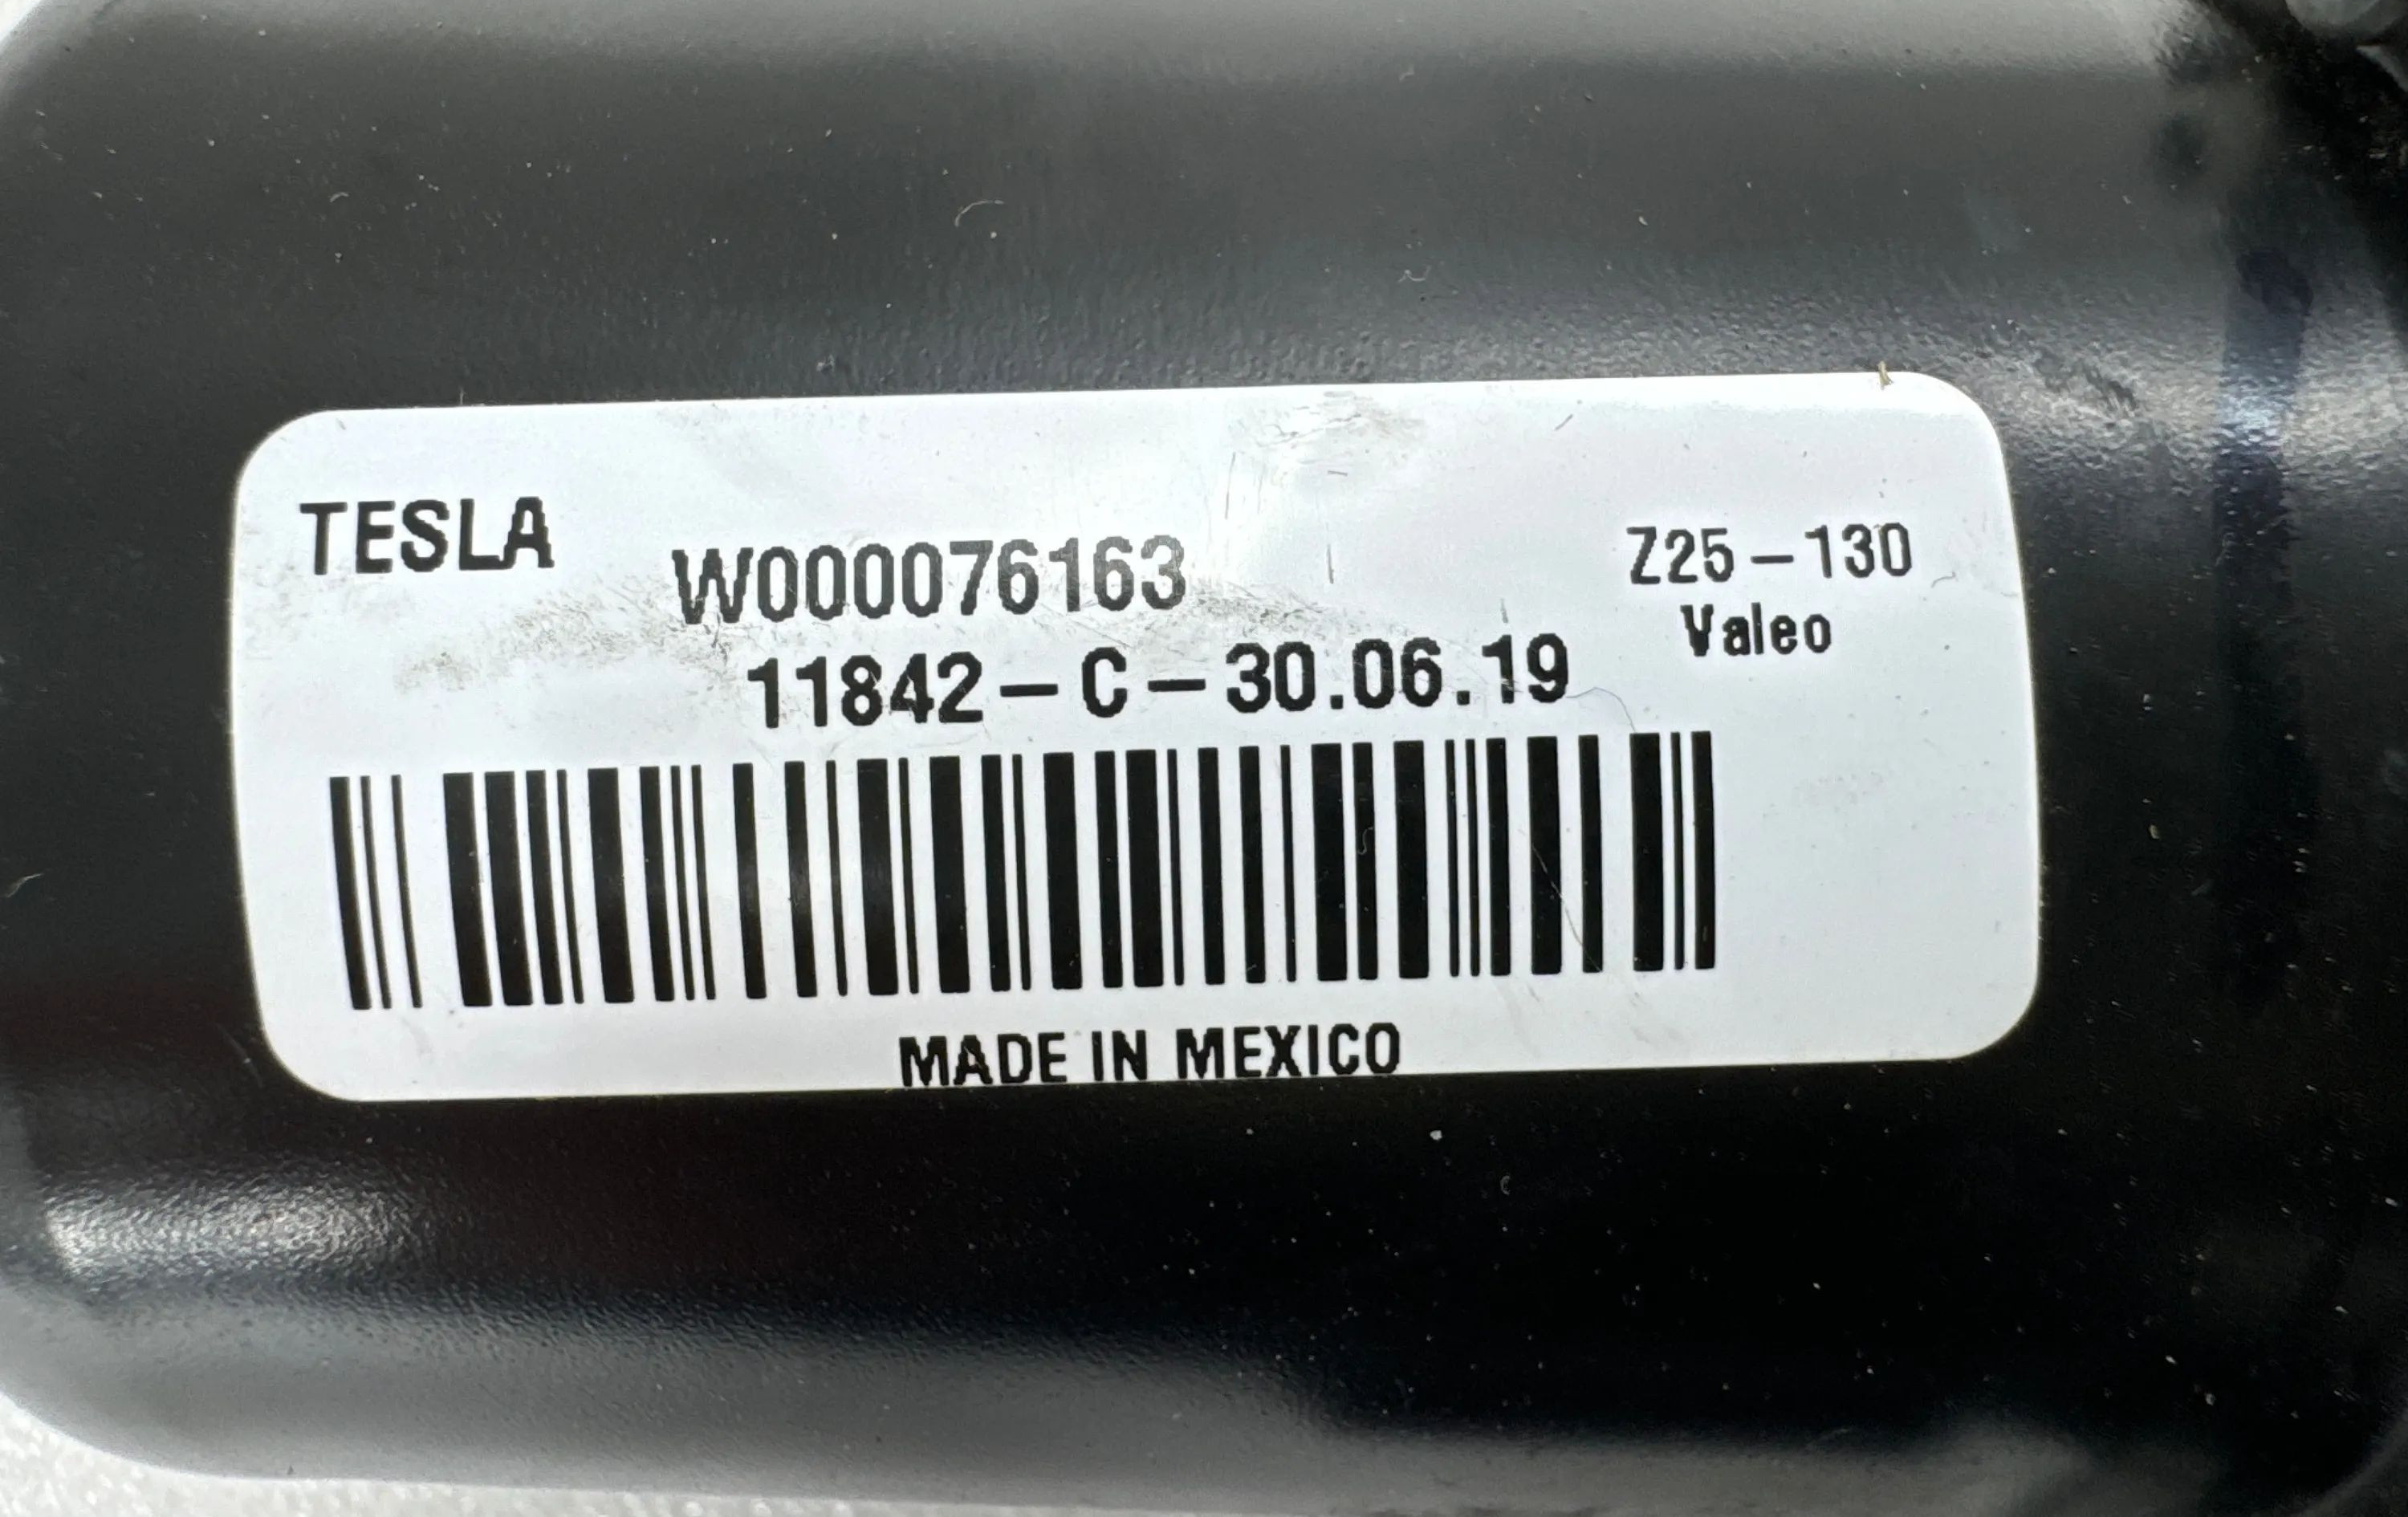 TESLA
W000076163
Z25-130
Valeo
11842-C-30.06.19
MADE IN MEXICO